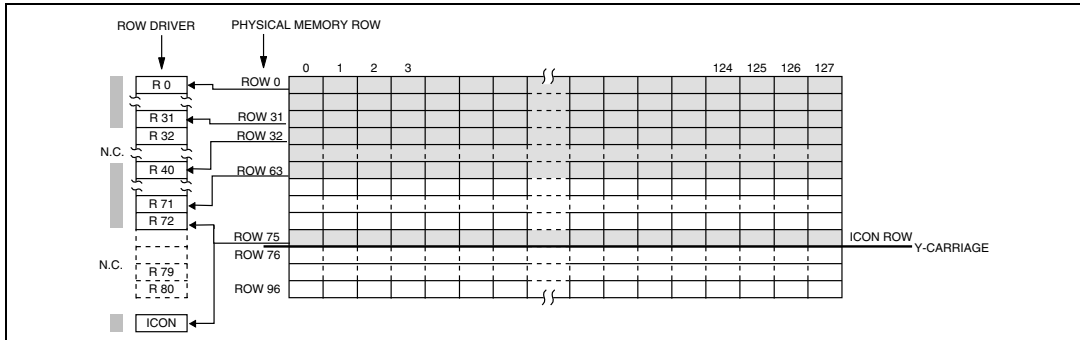 ROW DRIVER PHYSICAL MEMORY ROW
0 1 2 3 124 125 126 127
R 0 ROW 0
R 31 ROW 31
R 32 ROW 32
N.C.
R 40 ROW 63
R 71
R 72
ROW 75 ICON ROW
Y-CARRIAGE
ROW 76
N.C.
R 79
R 80 ROW 96
ICON